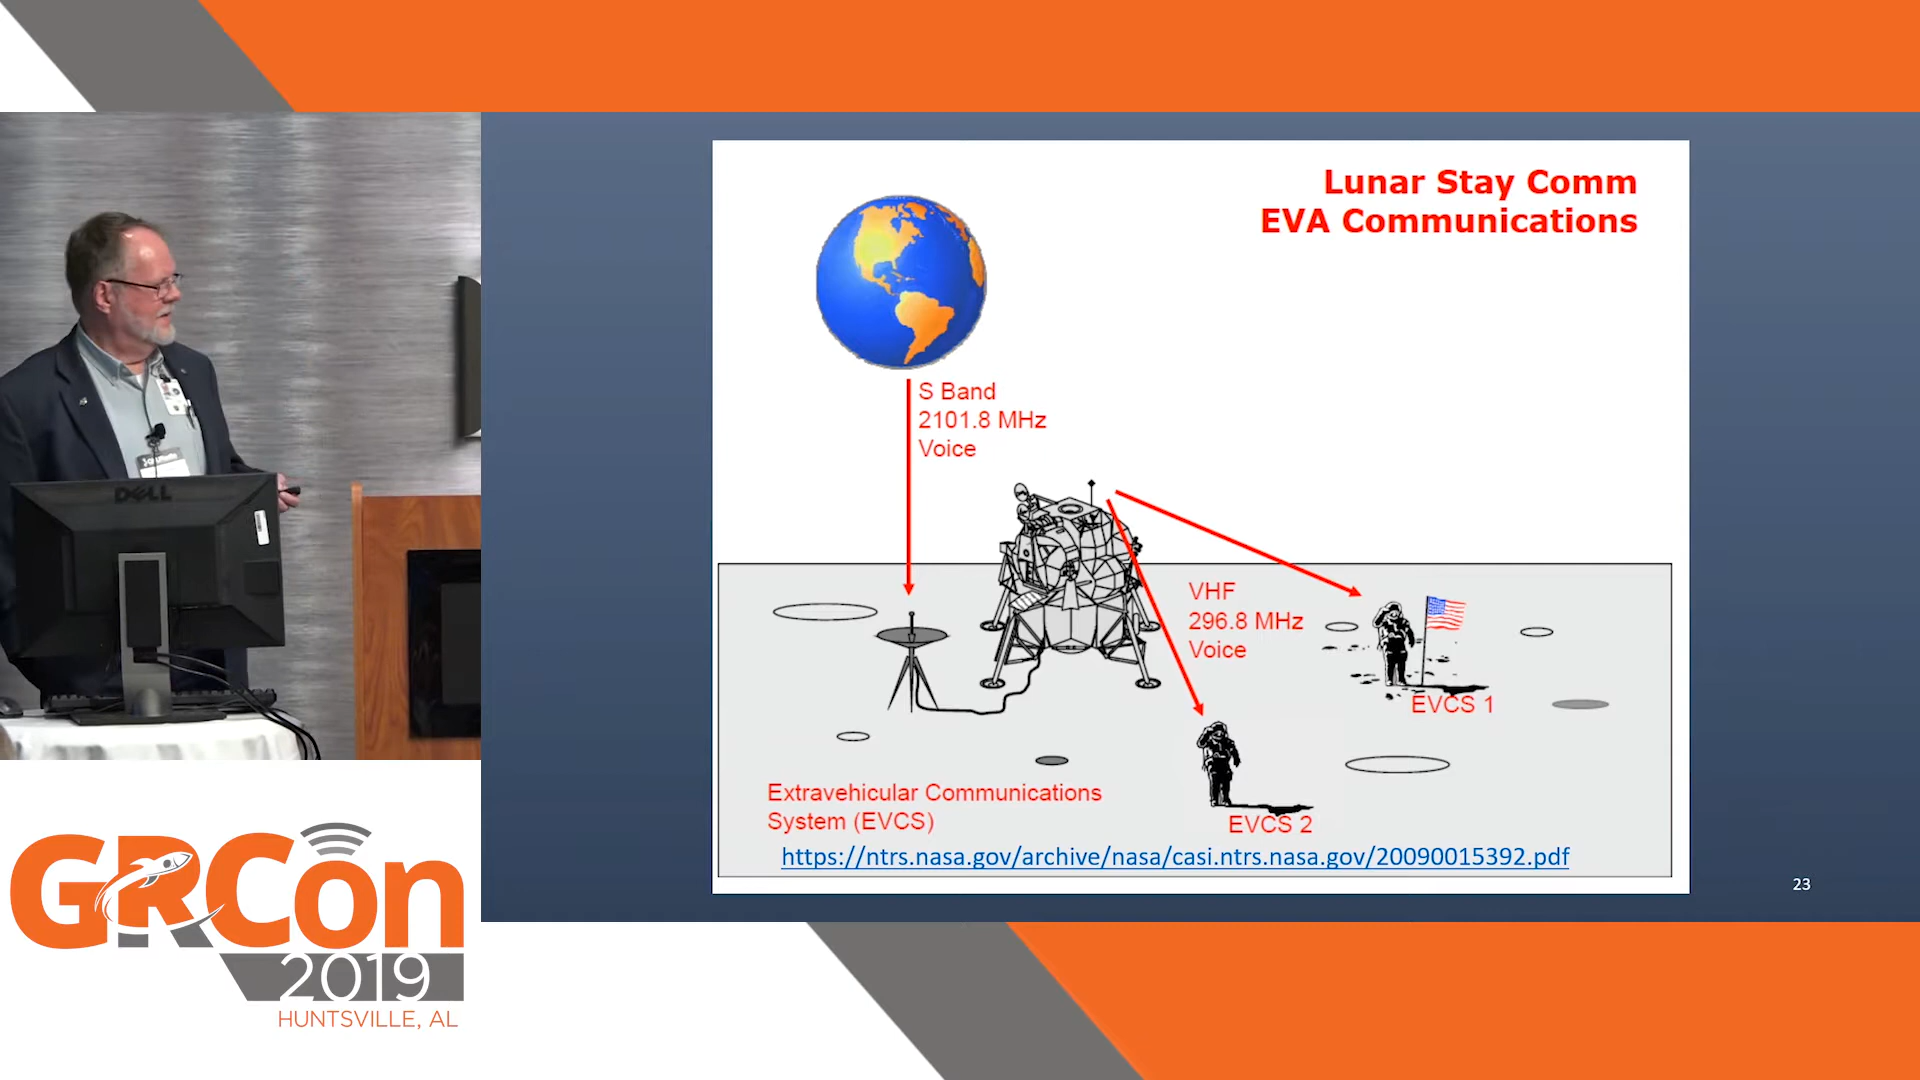 Lunar Stay Comm
EVA Communications
S Band
2101.8 MHz
Voice
VHF
296.8 MHz
Voice
EVCS 1
EVCS 2
Extravehicular Communications
System (EVCS)
https://ntrs.nasa.gov/archive/nasa/casi.ntrs.nasa.gov/20090015392.pdf
23
DELL
GRCon
2019
HUNTSVILLE, AL